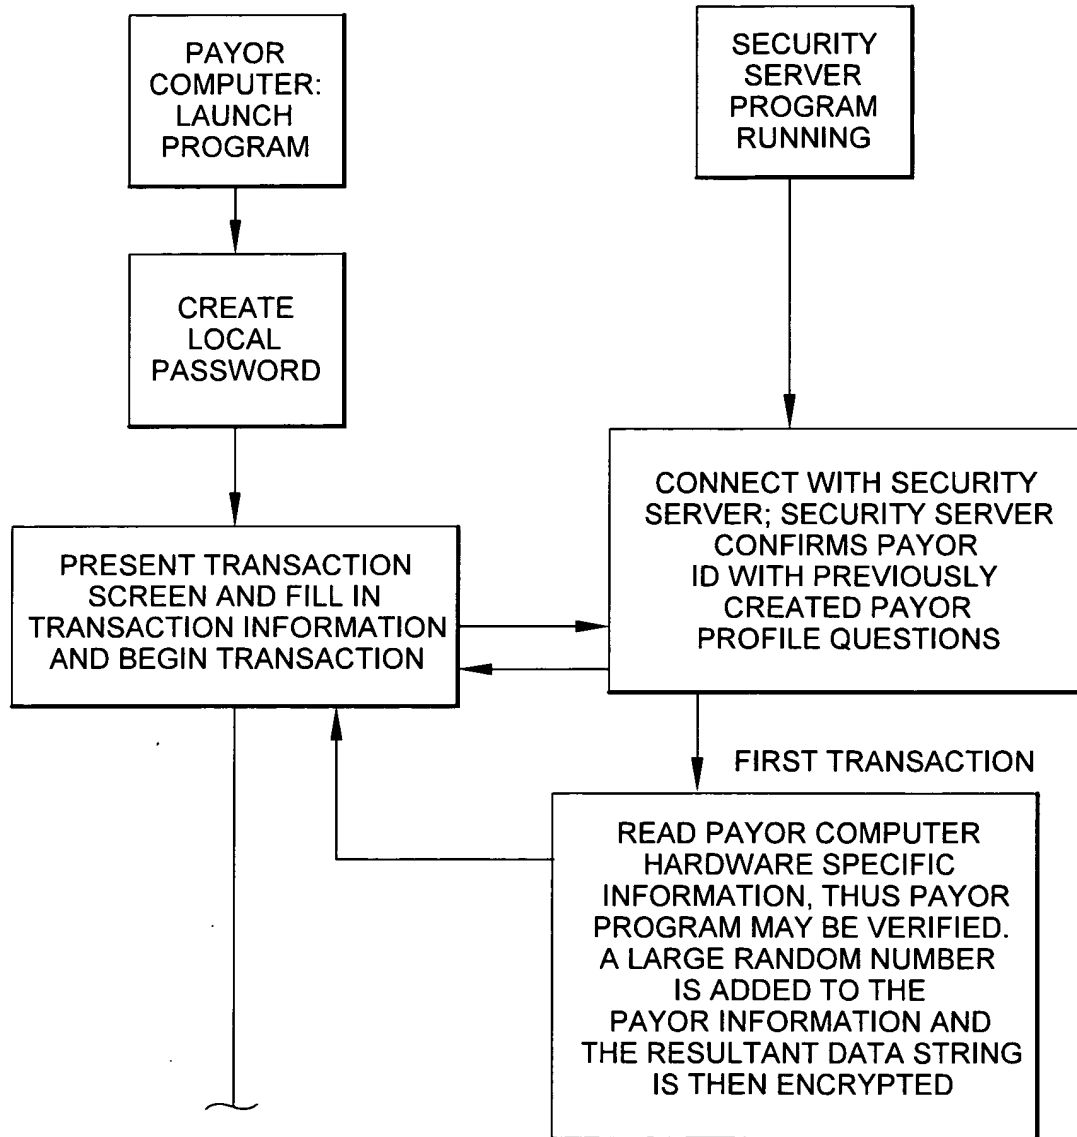 PAYOR
COMPUTER:
LAUNCH
PROGRAM
SECURITY
SERVER
PROGRAM
RUNNING
CREATE
LOCAL
PASSWORD
PRESENT TRANSACTION
SCREEN AND FILL IN
TRANSACTION INFORMATION
AND BEGIN TRANSACTION
CONNECT WITH SECURITY
SERVER; SECURITY SERVER
CONFIRMS PAYOR
ID WITH PREVIOUSLY
CREATED PAYOR
PROFILE QUESTIONS
FIRST TRANSACTION
READ PAYOR COMPUTER
HARDWARE SPECIFIC
INFORMATION, THUS PAYOR
PROGRAM MAY BE VERIFIED.
A LARGE RANDOM NUMBER
IS ADDED TO THE
PAYOR INFORMATION AND
THE RESULTANT DATA STRING
IS THEN ENCRYPTED